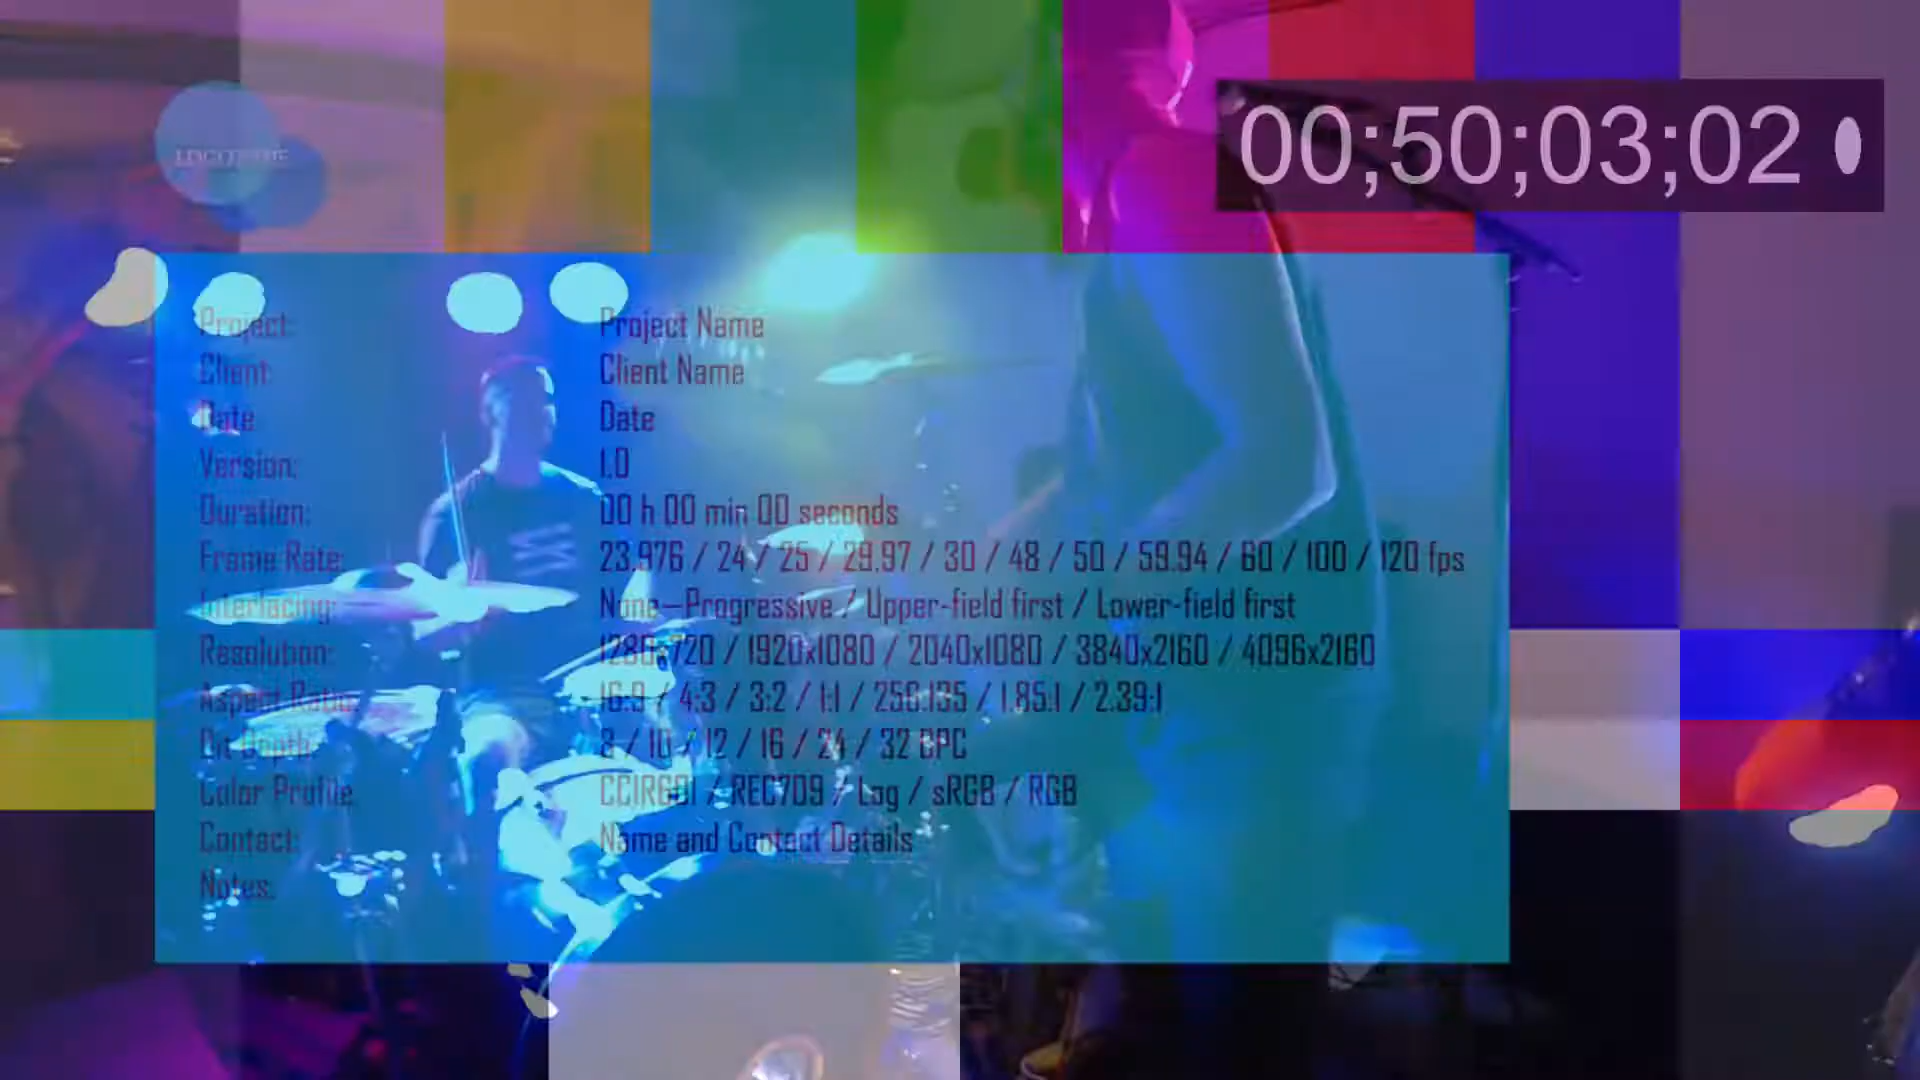 00;50;03;02
Project: Project Name
Client: Client Name
Date: Date
Version: 1.0
Duration: 00 h 00 min 00 seconds
Frame Rate: 23.976 / 24 / 25 / 29.97 / 30 / 48 / 50 / 59.94 / 60 / 100 / 120 fps
Interlacing: None—Progressive / Upper-field first / Lower-field first
Resolution: 1280x720 / 1920x1080 / 2040x1080 / 3840x2160 / 4096x2160
Aspect Ratio: 16:9 / 4:3 / 3:2 / 1:1 / 256:135 / 1.85:1 / 2.39:1
Bit Depth: 8 / 10 / 12 / 16 / 24 / 32 BPC
Color Profile: CCIR601 / REC709 / Log / sRGB / RGB
Contact: Name and Contact Details
Notes: